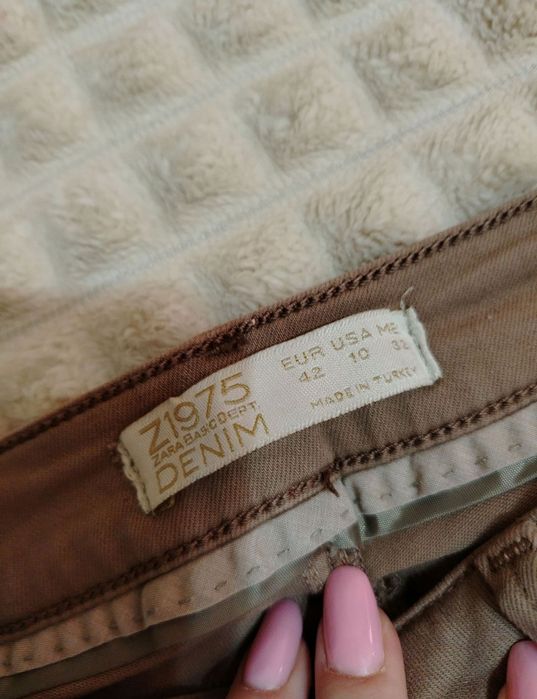 Z1975
ZARA BASIC DEPT.
DENIM
EUR USA MEX
42 10 32
MADE IN TURKEY